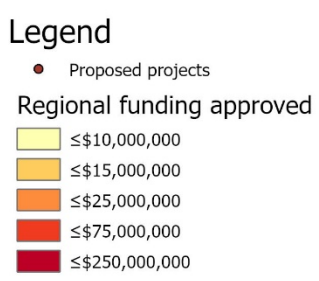 Legend
Proposed projects
Regional funding approved
≤$10,000,000
≤$15,000,000
≤$25,000,000
≤$75,000,000
≤$250,000,000